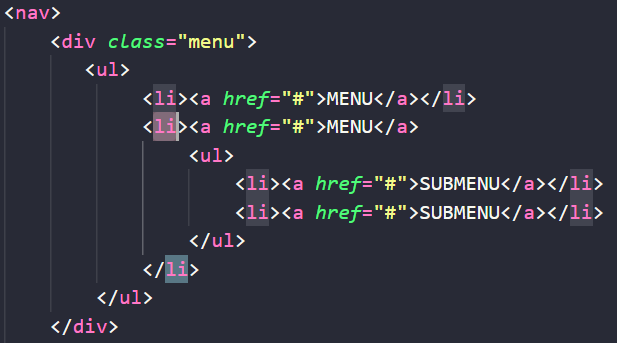 <nav>
<div class="menu">
<ul>
<li><a href="#">MENU</a></li>
<li><a href="#">MENU</a>
<ul>
<li><a href="#">SUBMENU</a></li>
<li><a href="#">SUBMENU</a></li>
</ul>
</li>
</ul>
</div>